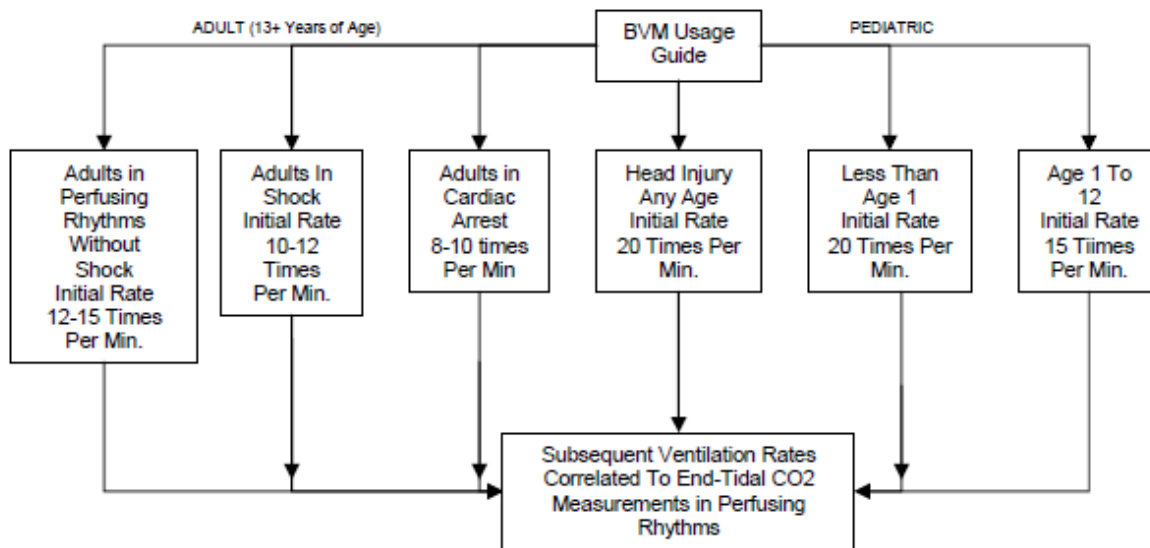 ADULT (13+ Years of Age)
BVM Usage
Guide
PEDIATRIC
Adults in
Perfusing
Rhythms
Without
Shock
Initial Rate
12-15 Times
Per Min.
Adults In
Shock
Initial Rate
10-12
Times
Per Min.
Adults in
Cardiac
Arrest
8-10 times
Per Min
Head Injury
Any Age
Initial Rate
20 Times Per
Min.
Less Than
Age 1
Initial Rate
20 Times Per
Min.
Age 1 To
12
Initial Rate
15 Tiimes
Per Min.
Subsequent Ventilation Rates
Correlated To End-Tidal CO2
Measurements in Perfusing
Rhythms